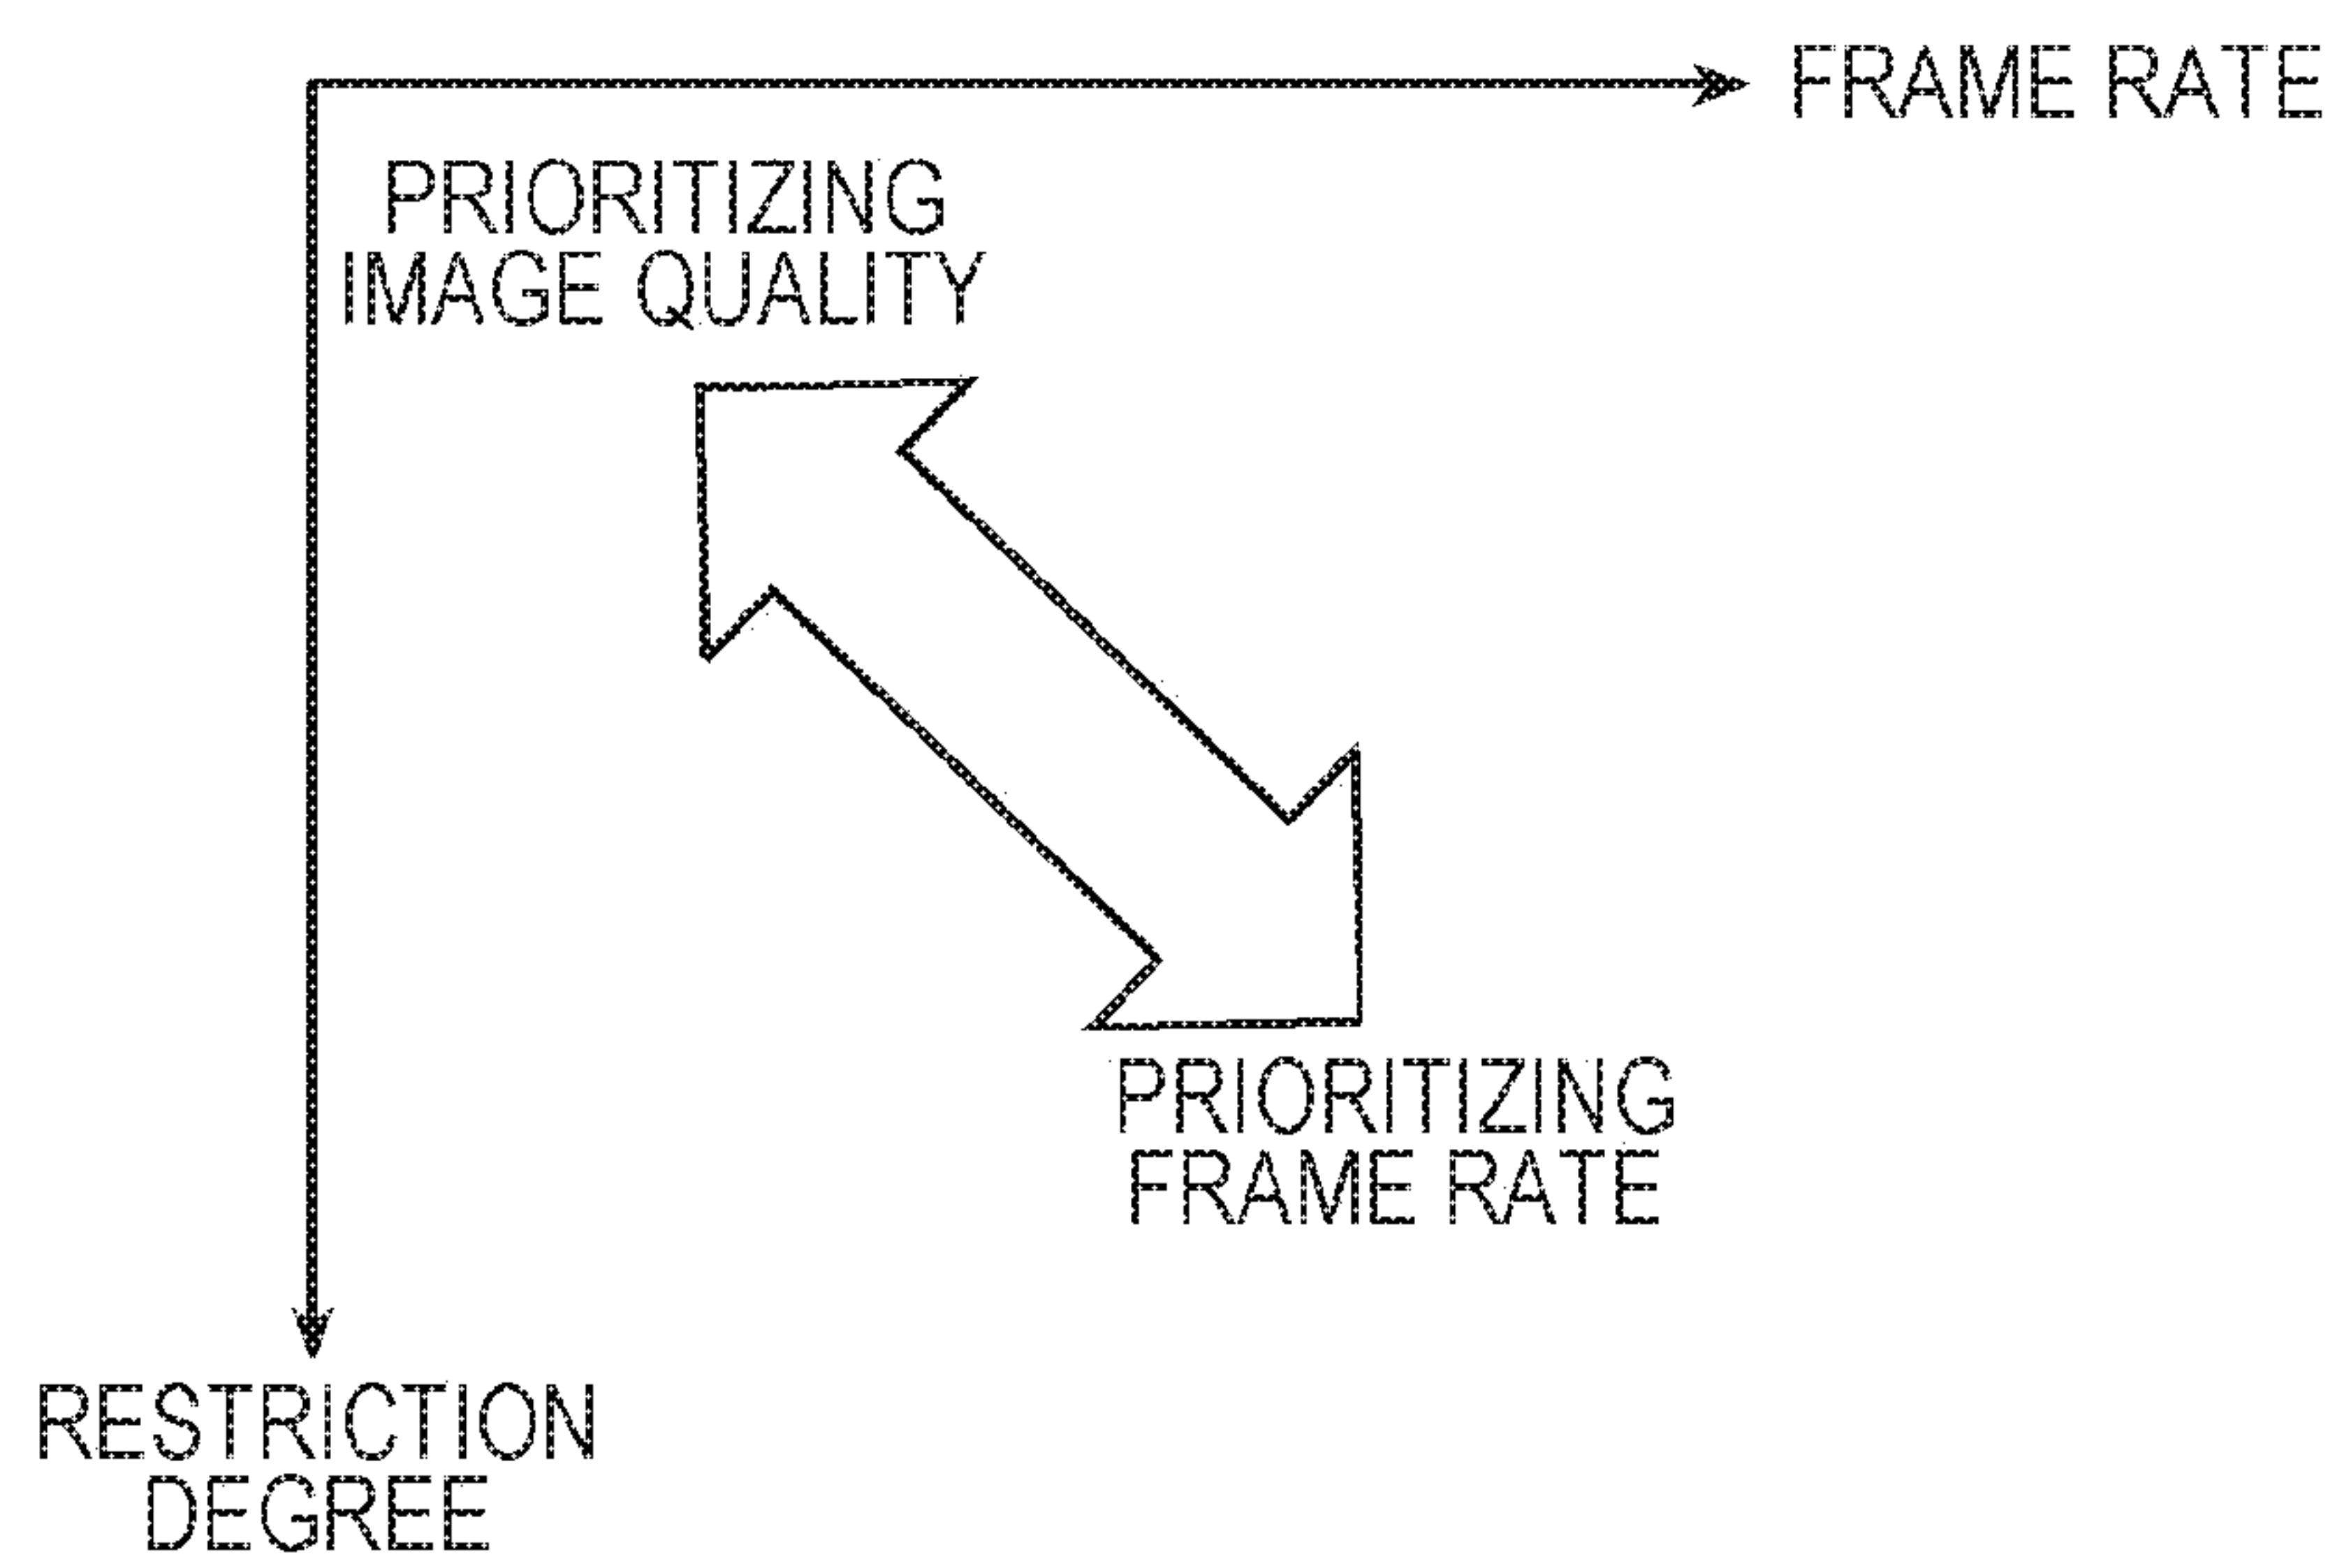 FRAME RATE
PRIORITIZING
IMAGE QUALITY
PRIORITIZING
FRAME RATE
RESTRICTION
DEGREE